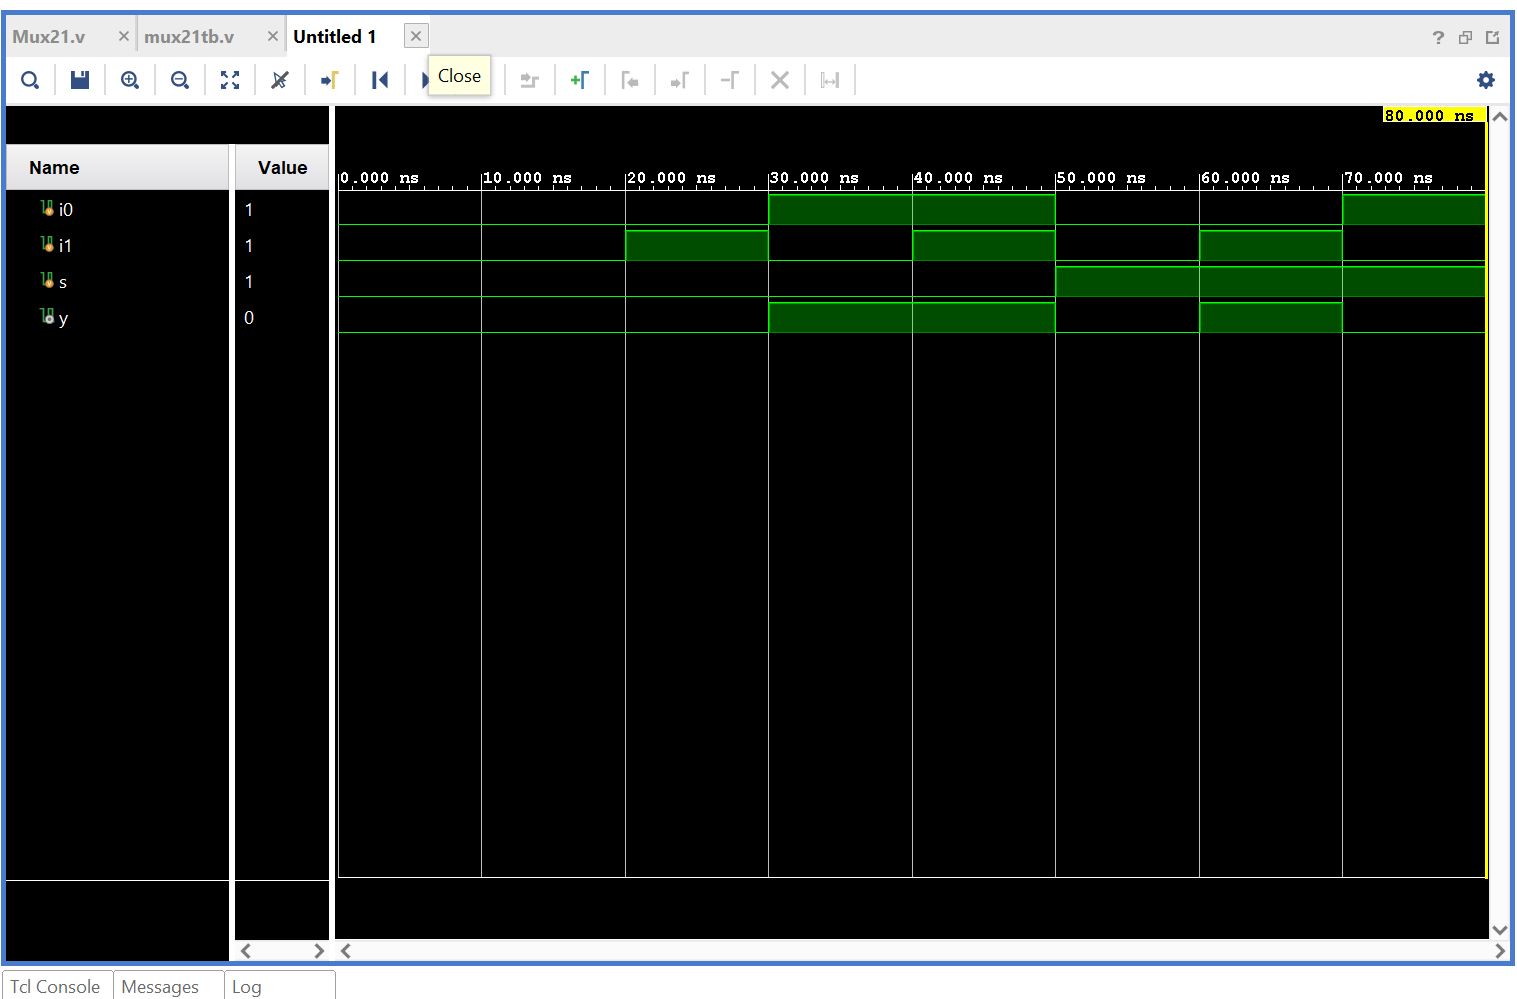 Mux21.v mux21tb.v Untitled 1
Close
80.000 ns
Name Value
0.000 ns 10.000 ns 20.000 ns 30.000 ns 40.000 ns 50.000 ns 60.000 ns 70.000 ns
i0 1
i1 1
s 1
y 0
Tcl Console Messages Log